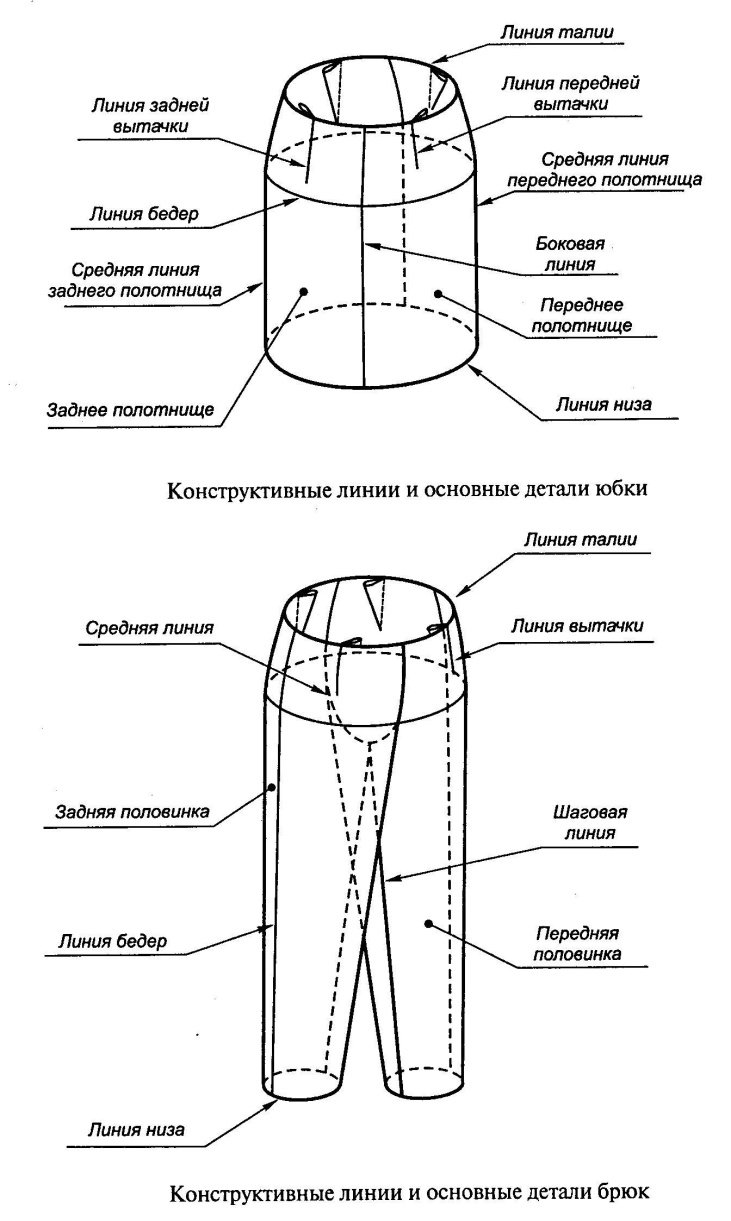 Линия талии
Линия задней
вытачки
Линия передней
вытачки
Средняя линия
переднего полотнища
Линия бедер
Боковая
линия
Средняя линия
заднего полотнища
Переднее
полотнище
Заднее полотнище
Линия низа
Конструктивные линии и основные детали юбки
Линия талии
Средняя линия
Линия вытачки
Задняя половинка
Шаговая
линия
Линия бедер
Передняя
половинка
Линия низа
Конструктивные линии и основные детали брюк